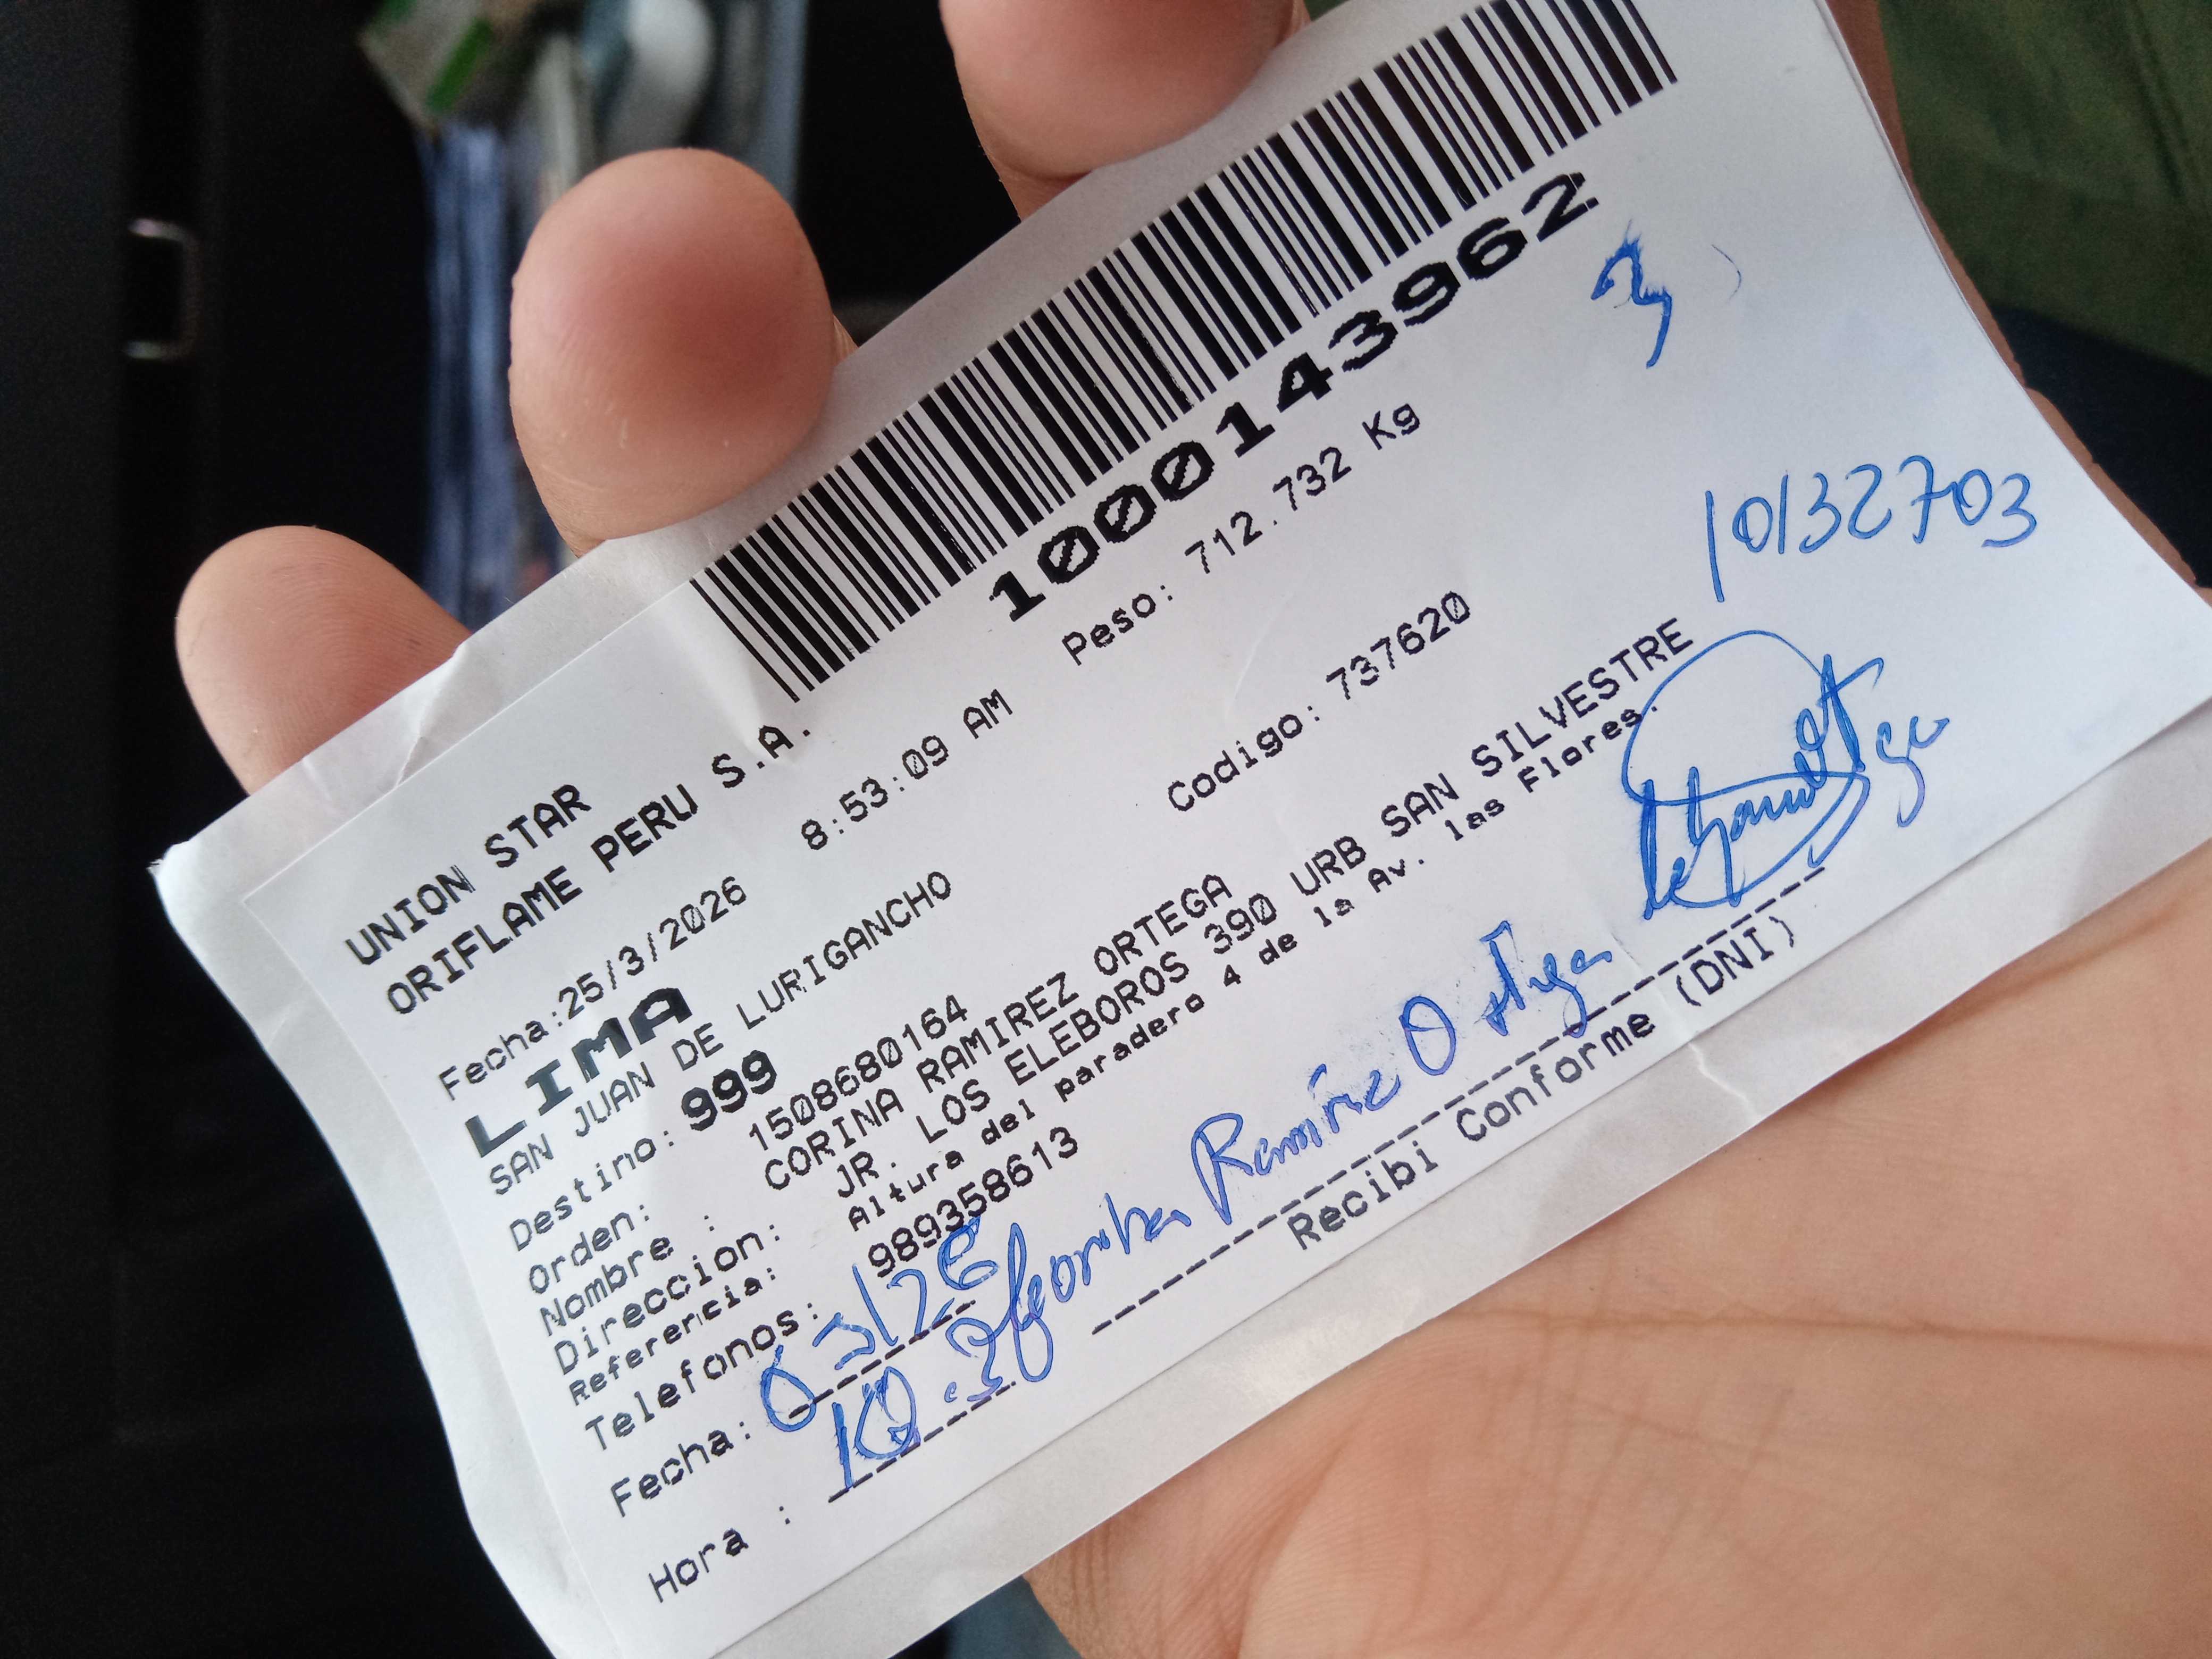 1000143962
UNION STAR
ORIFLAME PERU S.A.
Fecha:25/3/2026 8:53:09 AM Peso: 712.732 Kg
LIMA
SAN JUAN DE LURIGANCHO
Destino: 999 Codigo: 737620
Orden: 1508680164
Nombre : CORINA RAMIREZ ORTEGA
Direccion: JR. LOS ELEBOROS 390 URB SAN SILVESTRE
Referencia: Altura del paradero 4 de la Av. las Flores.
Telefonos: 989358613
3
10132703
Fecha:
Hora :
Ramirez Ortega
Recibi Conforme (DNI)